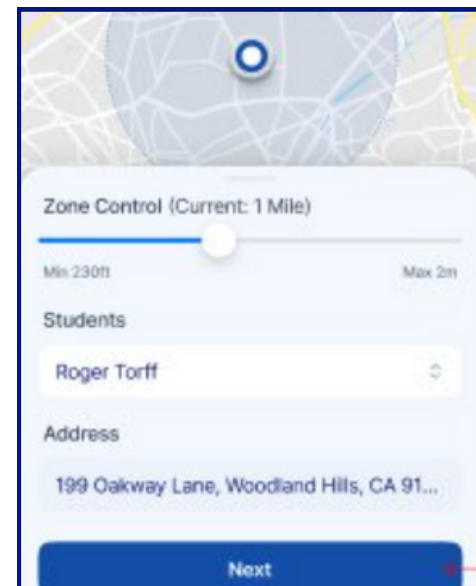 Zone Control (Current: 1 Mile)
Min 230ft Max 2m
Students
Roger Torff
Address
199 Oakway Lane, Woodland Hills, CA 91...
Next